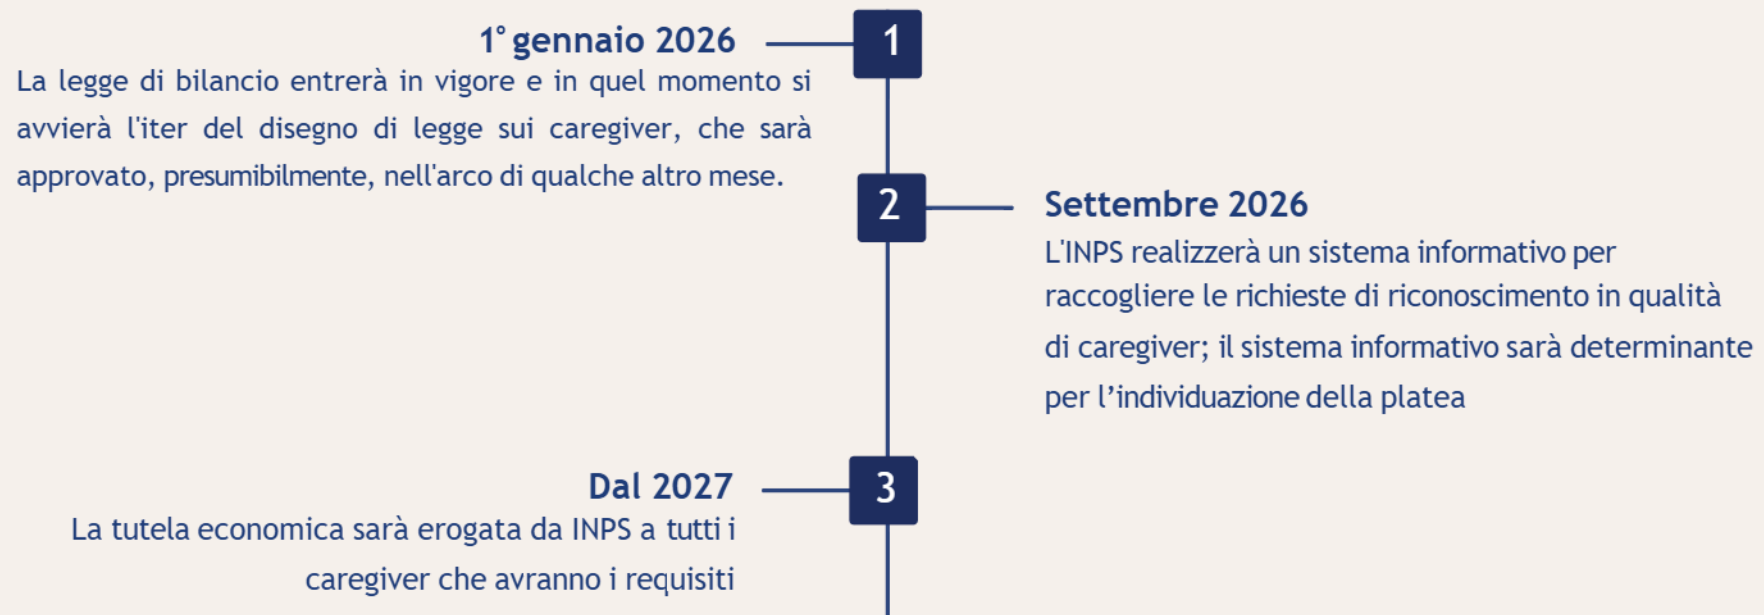 1° gennaio 2026
1
La legge di bilancio entrerà in vigore e in quel momento si
avvierà l'iter del disegno di legge sui caregiver, che sarà
approvato, presumibilmente, nell'arco di qualche altro mese.
2
Settembre 2026
L'INPS realizzerà un sistema informativo per
raccogliere le richieste di riconoscimento in qualità
di caregiver; il sistema informativo sarà determinante
per l’individuazione della platea
Dal 2027
3
La tutela economica sarà erogata da INPS a tutti i
caregiver che avranno i requisiti